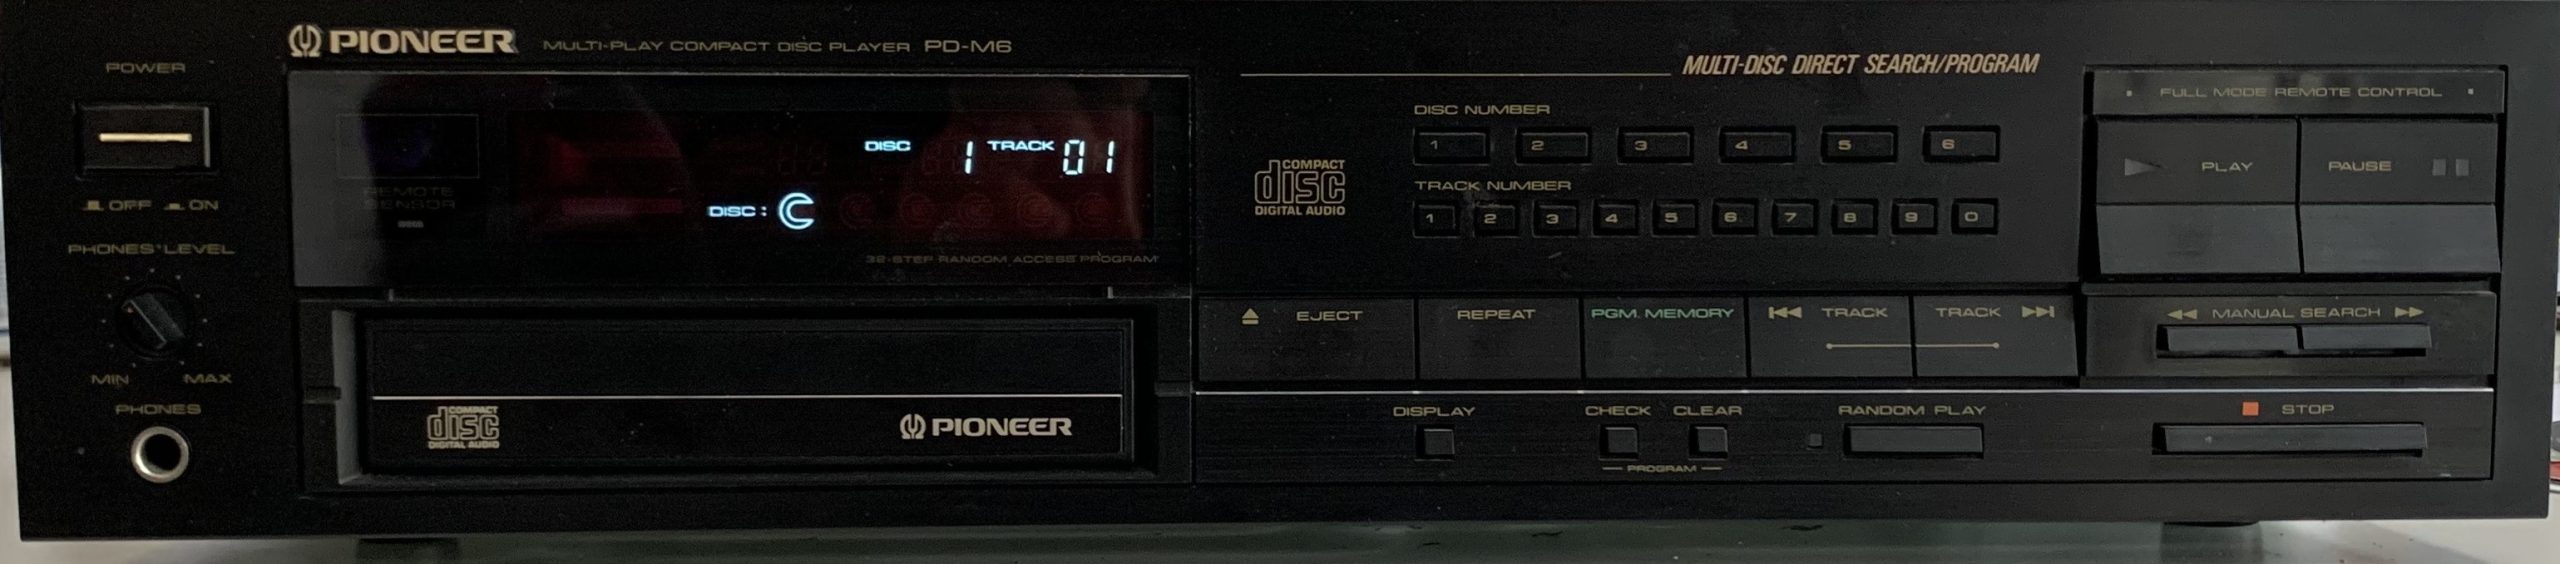 PIONEER MULTI-PLAY COMPACT DISC PLAYER PD-M6
POWER
OFF ON
PHONES LEVEL
MIN MAX
PHONES
REMOTE
SENSOR
DISC 1 TRACK 01
DISC:
32-STEP RANDOM ACCESS PROGRAM
COMPACT
disc
DIGITAL AUDIO
PIONEER
MULTI-DISC DIRECT SEARCH/PROGRAM
COMPACT
disc
DIGITAL AUDIO
DISC NUMBER
1 2 3 4 5 6
TRACK NUMBER
1 2 3 4 5 6 7 8 9 0
FULL MODE REMOTE CONTROL
PLAY PAUSE
EJECT REPEAT PGM. MEMORY TRACK TRACK
MANUAL SEARCH
DISPLAY CHECK CLEAR RANDOM PLAY
PROGRAM
STOP